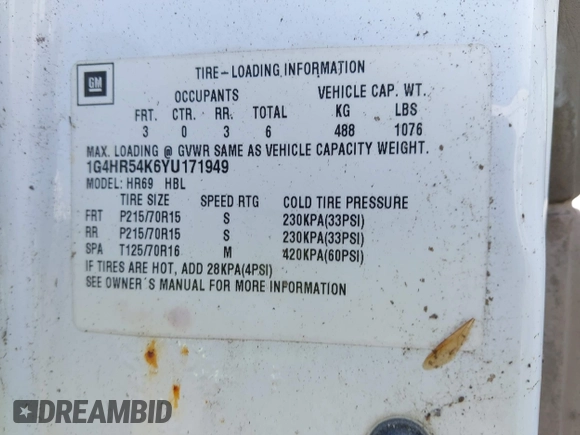 GM
TIRE-LOADING INFORMATION
OCCUPANTS VEHICLE CAP. WT.
FRT. CTR. RR. TOTAL KG LBS
3 0 3 6 488 1076
MAX. LOADING @ GVWR SAME AS VEHICLE CAPACITY WEIGHT.
1G4HR54K6YU171949
MODEL: HR69 HBL
TIRE SIZE SPEED RTG COLD TIRE PRESSURE
FRT P215/70R15 S 230KPA(33PSI)
RR P215/70R15 S 230KPA(33PSI)
SPA T125/70R16 M 420KPA(60PSI)
IF TIRES ARE HOT, ADD 28KPA(4PSI)
SEE OWNER'S MANUAL FOR MORE INFORMATION
DREAMBID